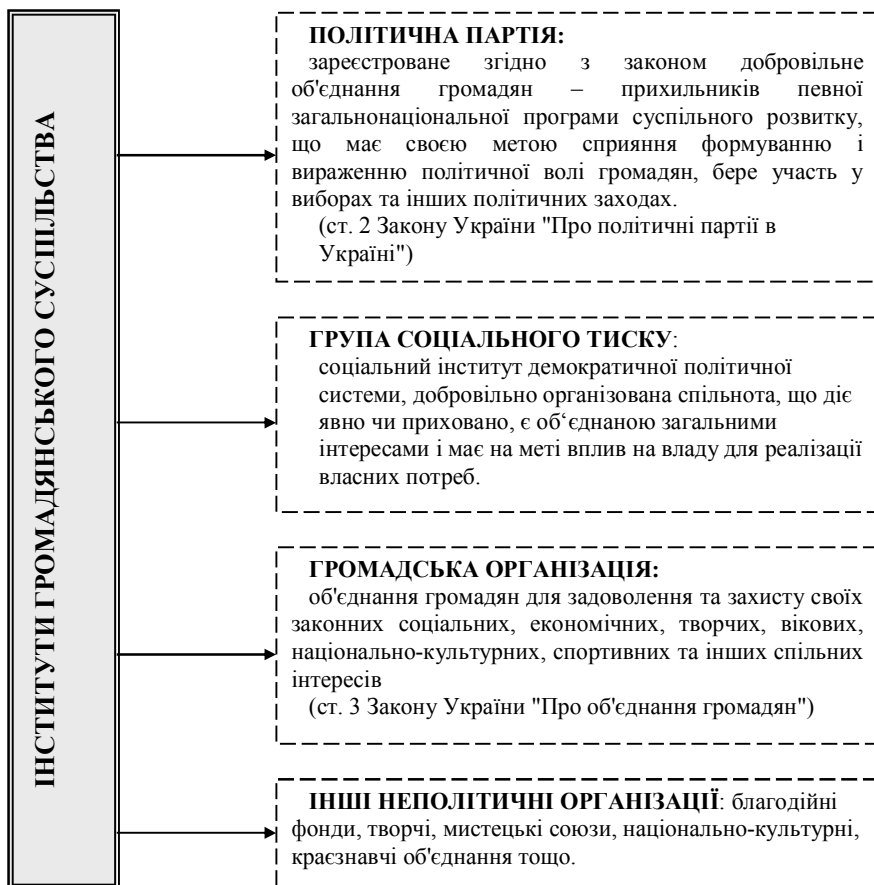 ІНСТИТУТИ ГРОМАДЯНСЬКОГО СУСПІЛЬСТВА
ПОЛІТИЧНА ПАРТІЯ:
зареєстроване згідно з законом добровільне
об'єднання громадян – прихильників певної
загальнонаціональної програми суспільного розвитку,
що має своєю метою сприяння формуванню і
вираженню політичної волі громадян, бере участь у
виборах та інших політичних заходах.
(ст. 2 Закону України "Про політичні партії в
Україні")
ГРУПА СОЦІАЛЬНОГО ТИСКУ:
соціальний інститут демократичної політичної
системи, добровільно організована спільнота, що діє
явно чи приховано, є об‘єднаною загальними
інтересами і має на меті вплив на владу для реалізації
власних потреб.
ГРОМАДСЬКА ОРГАНІЗАЦІЯ:
об'єднання громадян для задоволення та захисту своїх
законних соціальних, економічних, творчих, вікових,
національно-культурних, спортивних та інших спільних
інтересів
(ст. 3 Закону України "Про об'єднання громадян")
ІНШІ НЕПОЛІТИЧНІ ОРГАНІЗАЦІЇ: благодійні
фонди, творчі, мистецькі союзи, національно-культурні,
краєзнавчі об'єднання тощо.